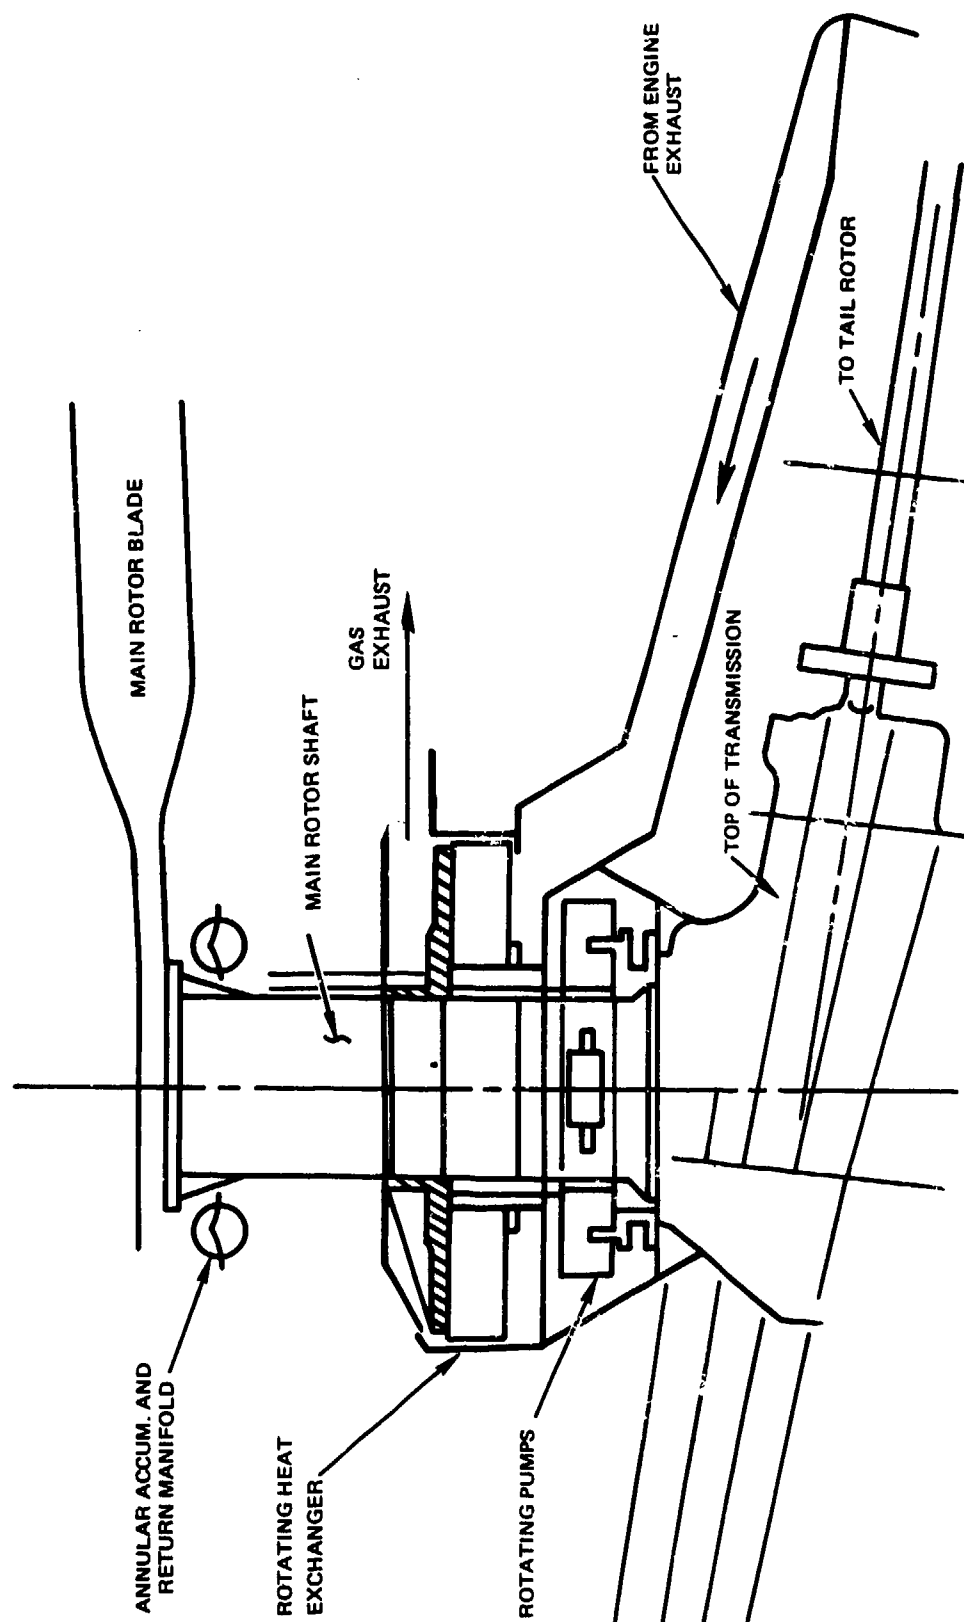 ANNULAR ACCUM. AND
RETURN MANIFOLD
MAIN ROTOR BLADE
ROTATING HEAT
EXCHANGER
MAIN ROTOR SHAFT
GAS
EXHAUST
ROTATING PUMPS
FROM ENGINE
EXHAUST
TOP OF TRANSMISSION
TO TAIL ROTOR